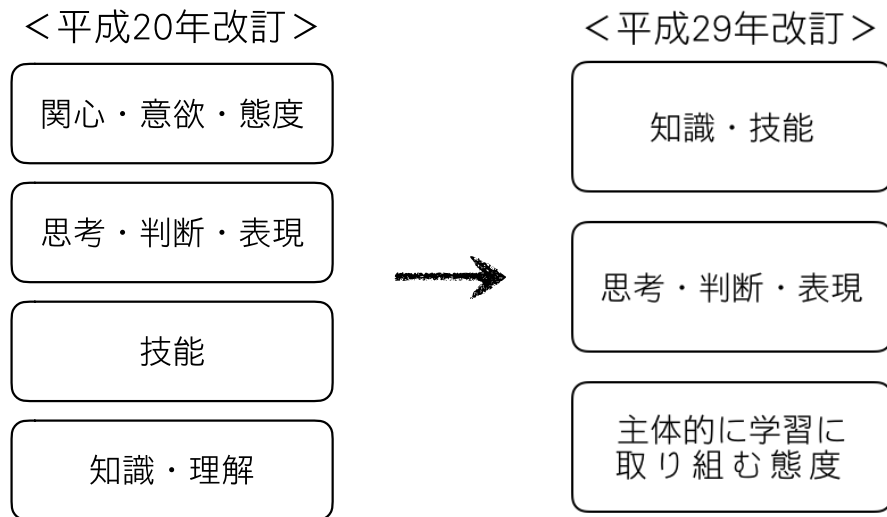 ＜平成20年改訂＞
関心・意欲・態度
思考・判断・表現
技能
知識・理解
＜平成29年改訂＞
知識・技能
思考・判断・表現
主体的に学習に
取り組む態度